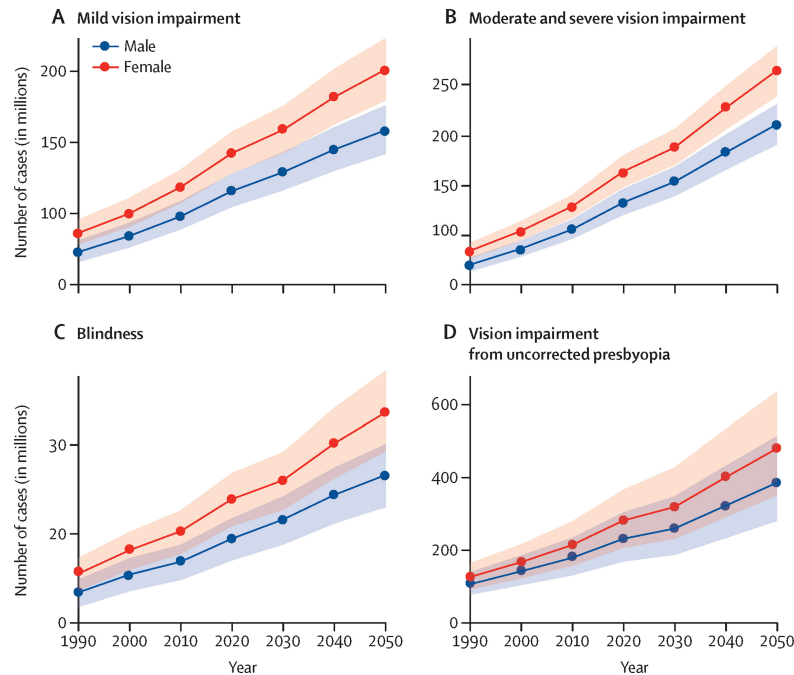 A Mild vision impairment
B Moderate and severe vision impairment
Male
Female
Number of cases (in millions)
200
150
100
0
250
200
150
100
0
C Blindness
D Vision impairment
from uncorrected presbyopia
Number of cases (in millions)
30
20
0
600
400
200
0
1990 2000 2010 2020 2030 2040 2050
Year
1990 2000 2010 2020 2030 2040 2050
Year